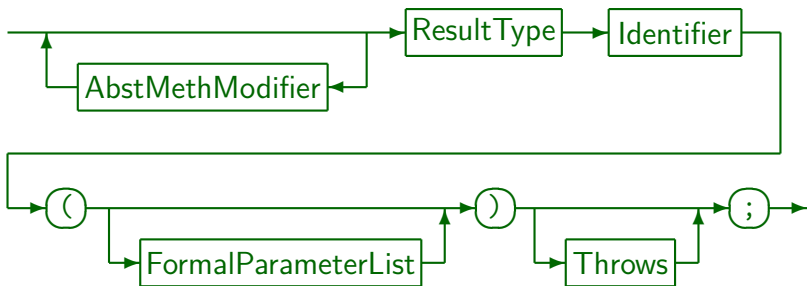 ResultType Identifier
AbstMethModifier
( ) ;
FormalParameterList Throws